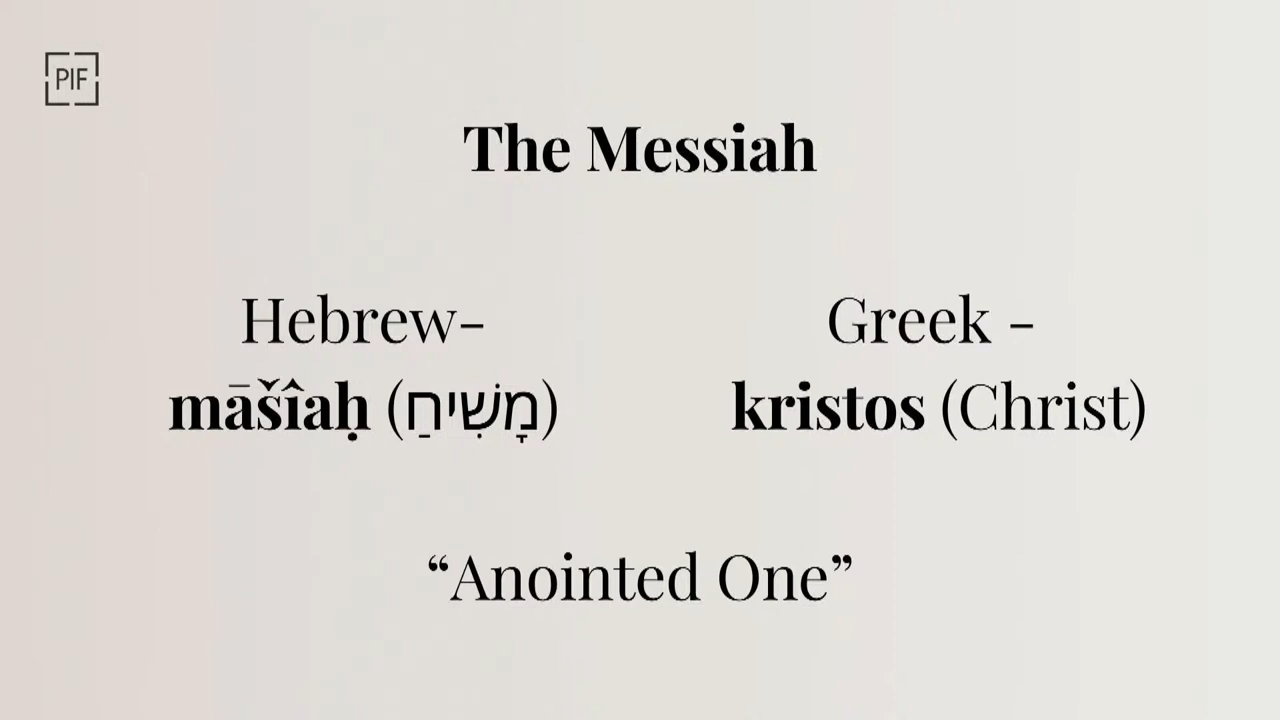 PIF
The Messiah
Hebrew-
māšîaḥ (מָשִׁיחַ)
Greek -
kristos (Christ)
“Anointed One”